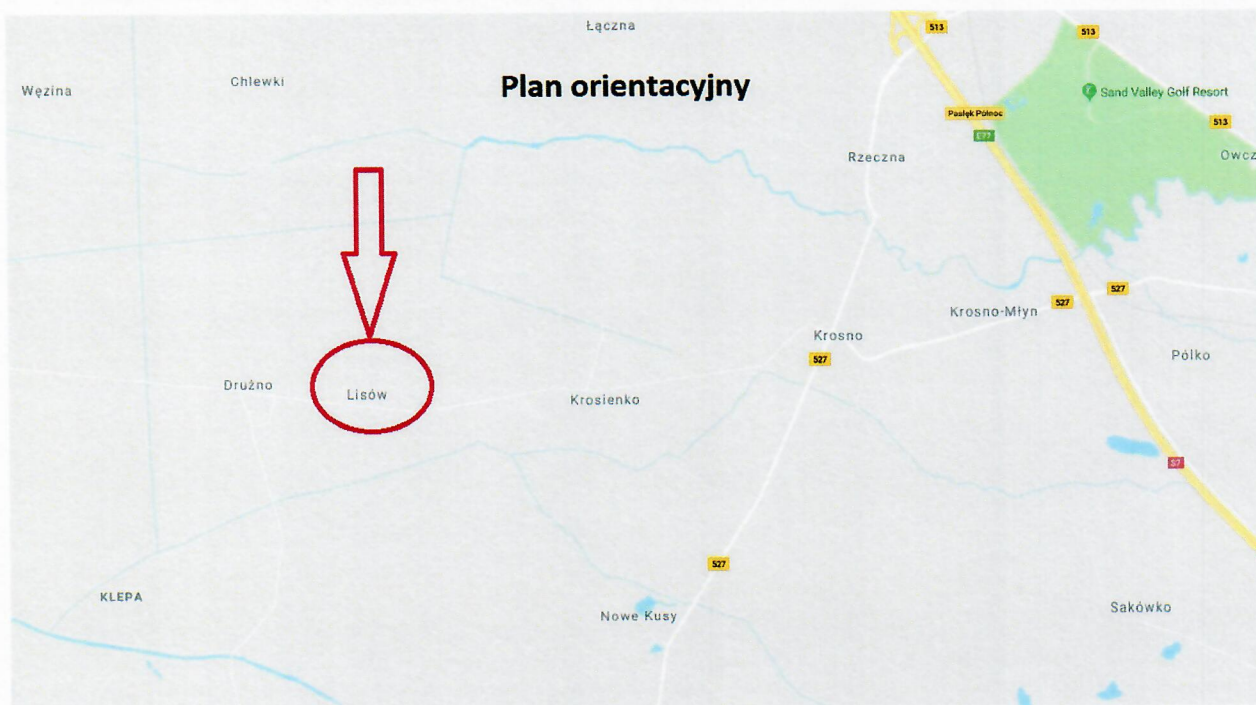 Łączna
513
513
Chlewki
Plan orientacyjny
Węzina
Sand Valley Golf Resort
Pasłęk Północ
513
E77
Rzeczna
Owcz
527
527
Krosno-Młyn
Krosno
527
Pólko
Drużno
Lisów
Krosienko
S7
527
KLEPA
Nowe Kusy
Sakówko